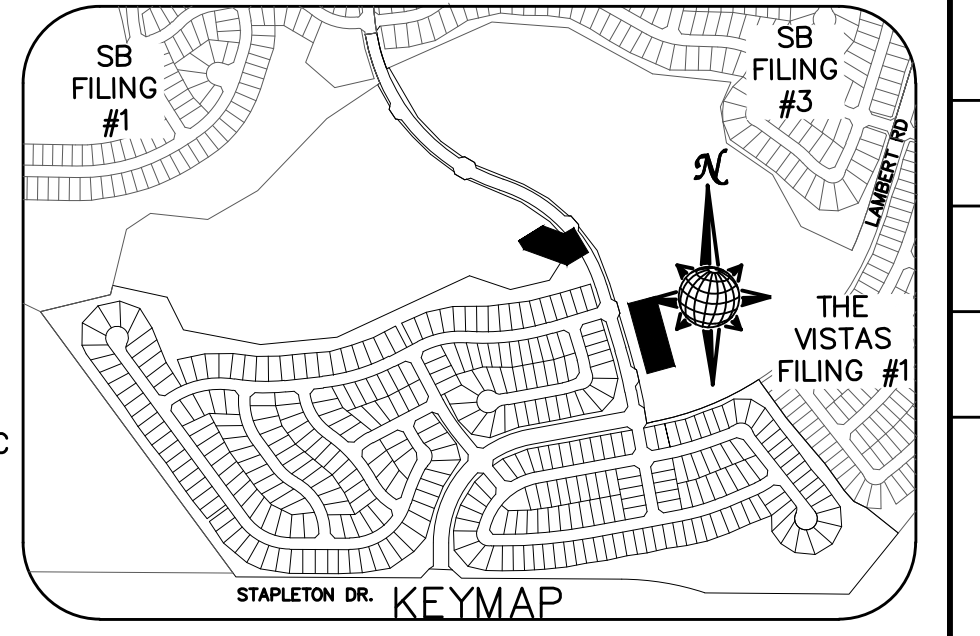 SB
FILING
#1
SB
FILING
#3
LAMBERT RD
N
THE
VISTAS
FILING #1
C
STAPLETON DR.
KEYMAP